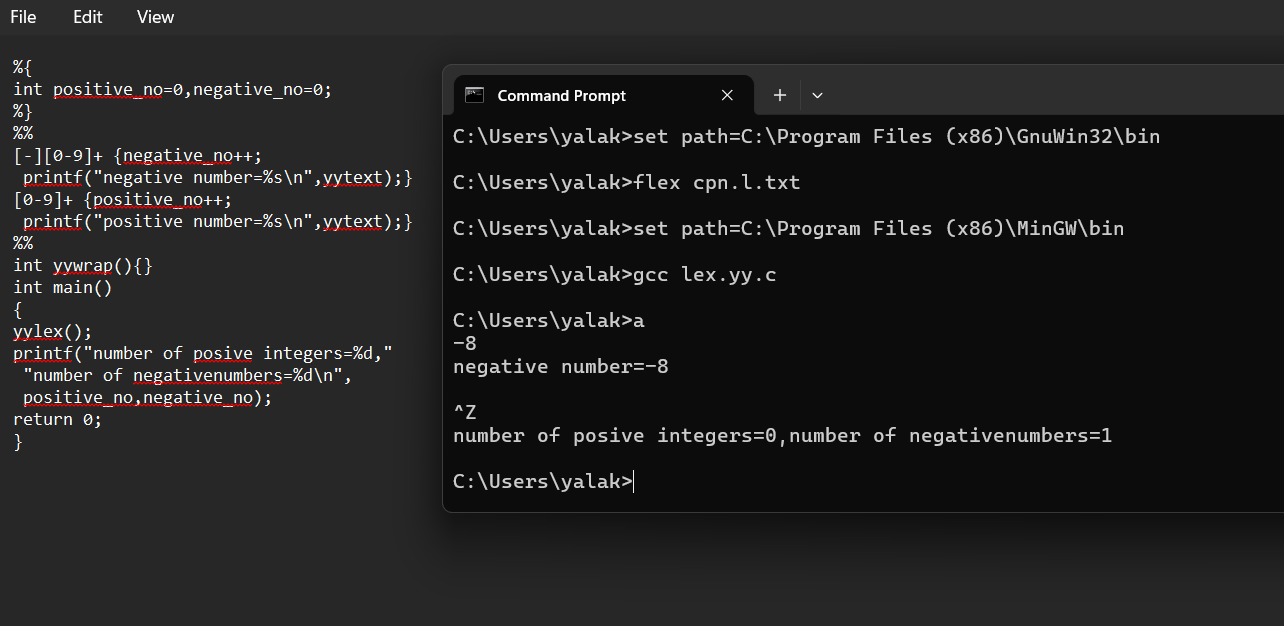 File Edit View
%{
int positive_no=0,negative_no=0;
%}
%%
[-][0-9]+ {negative_no++;
printf("negative number=%s\n",yytext);}
[0-9]+ {positive_no++;
printf("positive number=%s\n",yytext);}
%%
int yywrap(){}
int main()
{
yylex();
printf("number of posive integers=%d,"
"number of negativenumbers=%d\n",
positive_no,negative_no);
return 0;
}
Command Prompt
C:\Users\yalak>set path=C:\Program Files (x86)\GnuWin32\bin
C:\Users\yalak>flex cpn.l.txt
C:\Users\yalak>set path=C:\Program Files (x86)\MinGW\bin
C:\Users\yalak>gcc lex.yy.c
C:\Users\yalak>a
-8
negative number=-8
^Z
number of posive integers=0,number of negativenumbers=1
C:\Users\yalak>